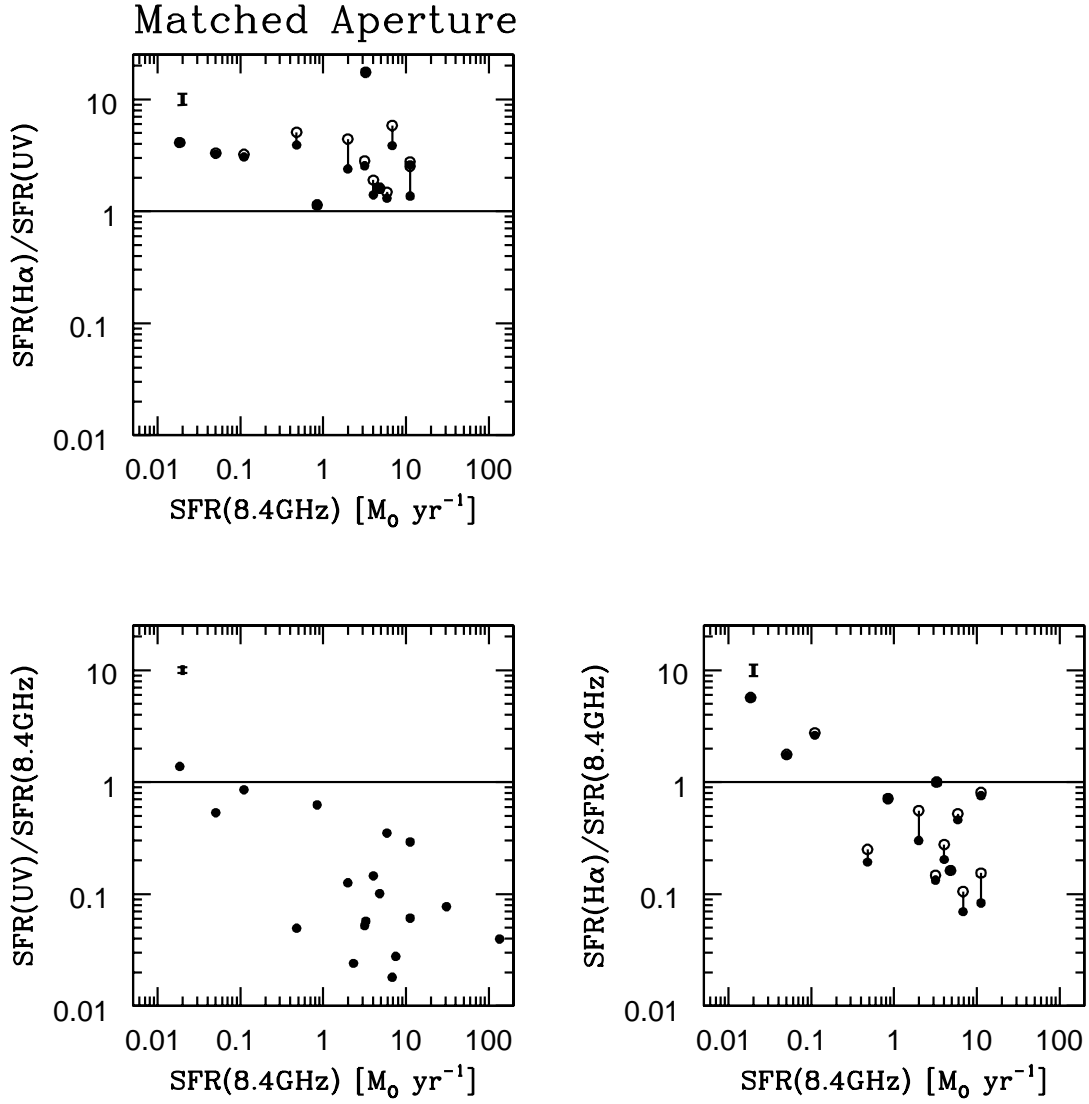 Matched Aperture
SFR(Hα)/SFR(UV)
10
1
0.1
0.01
0.01 0.1 1 10 100
SFR(8.4GHz) [M₀ yr⁻¹]
SFR(UV)/SFR(8.4GHz)
10
1
0.1
0.01
0.01 0.1 1 10 100
SFR(8.4GHz) [M₀ yr⁻¹]
SFR(Hα)/SFR(8.4GHz)
10
1
0.1
0.01
0.01 0.1 1 10 100
SFR(8.4GHz) [M₀ yr⁻¹]